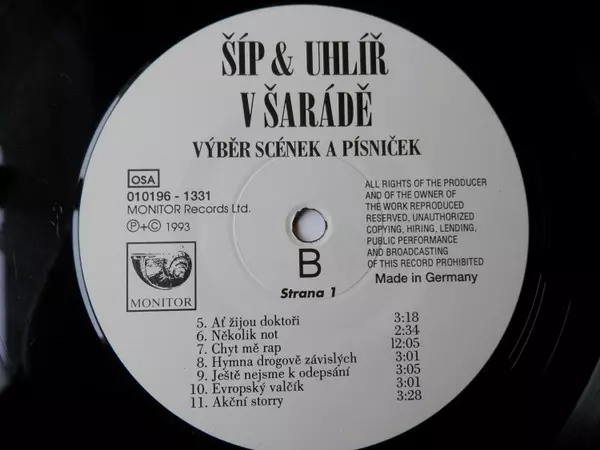 ŠÍP & UHLÍŘ
V ŠARÁDĚ
VÝBĚR SCÉNEK A PÍSNIČEK
OSA
010196 - 1331
MONITOR Records Ltd.
Ⓟ+© 1993
MONITOR
ALL RIGHTS OF THE PRODUCER
AND OF THE OWNER OF
THE WORK REPRODUCED
RESERVED, UNAUTHORIZED
COPYING, HIRING, LENDING,
PUBLIC PERFORMANCE
AND BROADCASTING
OF THIS RECORD PROHIBITED
Made in Germany
B
Strana 1
5. Ať žijou doktoři 3:18
6. Několik not 2:34
7. Chyt mě rap 12:05
8. Hymna drogově závislých 3:01
9. Ještě nejsme k odepsání 3:05
10. Evropský valčík 3:01
11. Akční storry 3:28